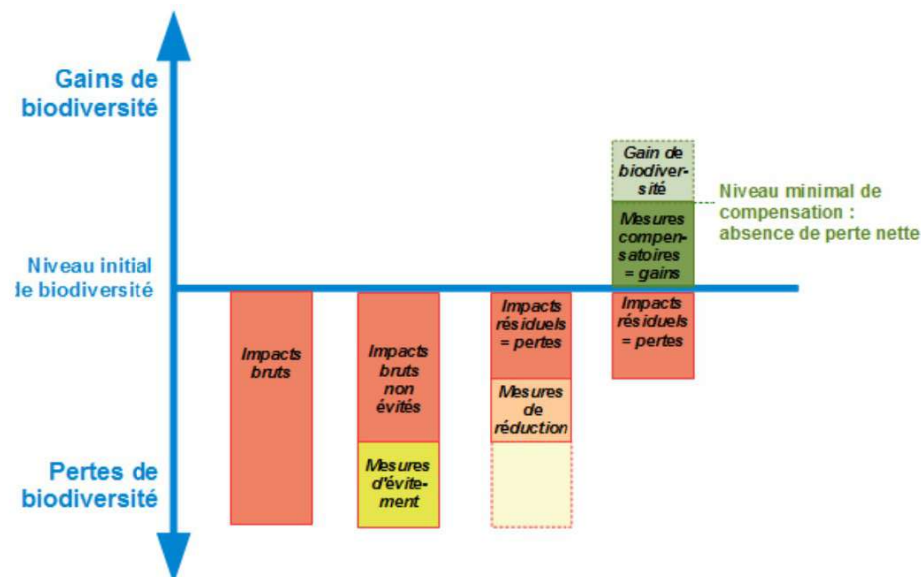 Gains de
biodiversité
Gain de
biodiver-
sité
Niveau minimal de
compensation :
absence de perte nette
Mesures
compen-
satoires
= gains
Niveau initial
de biodiversité
Impacts
bruts
Impacts
bruts
non
évités
Impacts
résiduels
= pertes
Impacts
résiduels
= pertes
Mesures
de
réduction
Mesures
d'évite-
ment
Pertes de
biodiversité